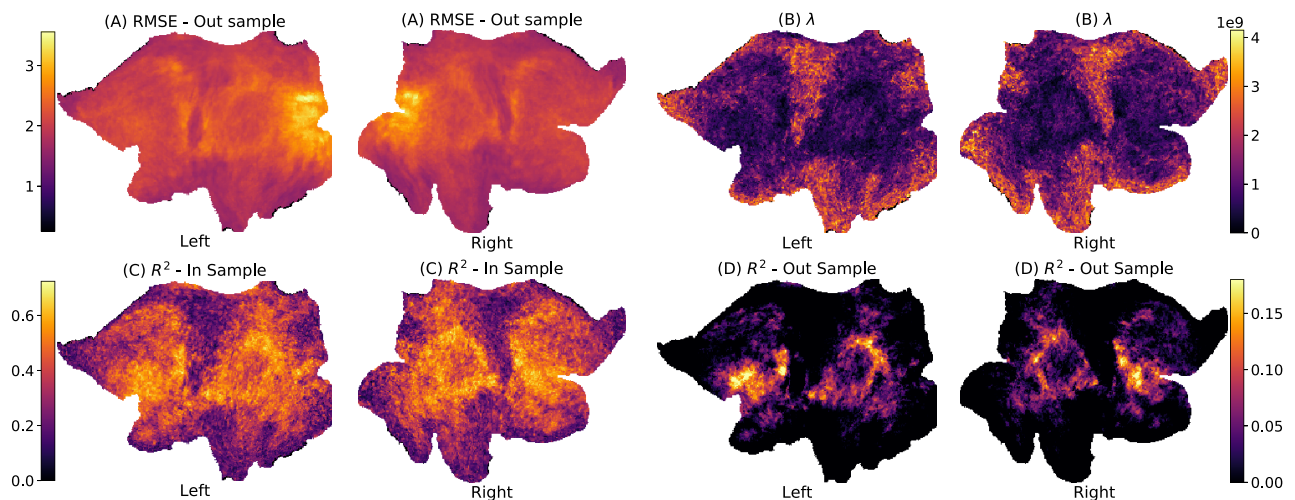 (A) RMSE - Out sample
(A) RMSE - Out sample
(B) λ
(B) λ
1e9
3
2
1
4
3
2
1
0
Left
Right
Left
Right
(C) R² - In Sample
(C) R² - In Sample
(D) R² - Out Sample
(D) R² - Out Sample
0.6
0.4
0.2
0.0
0.15
0.10
0.05
0.00
Left
Right
Left
Right